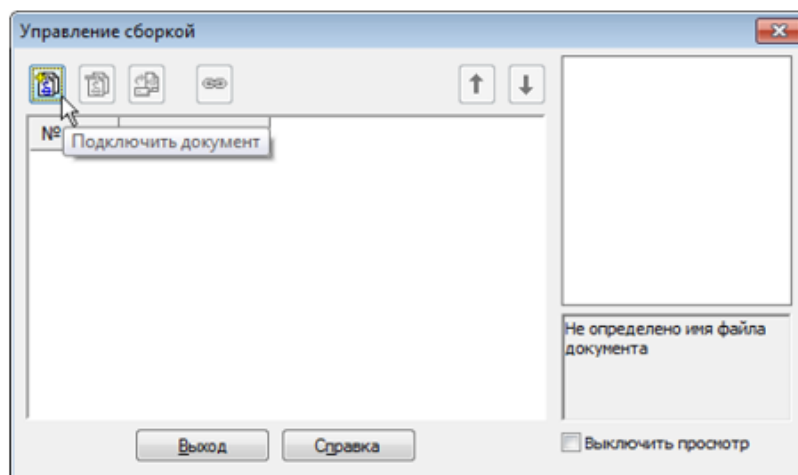 Управление сборкой
№
Подключить документ
Не определено имя файла
документа
Выход
Справка
Выключить просмотр